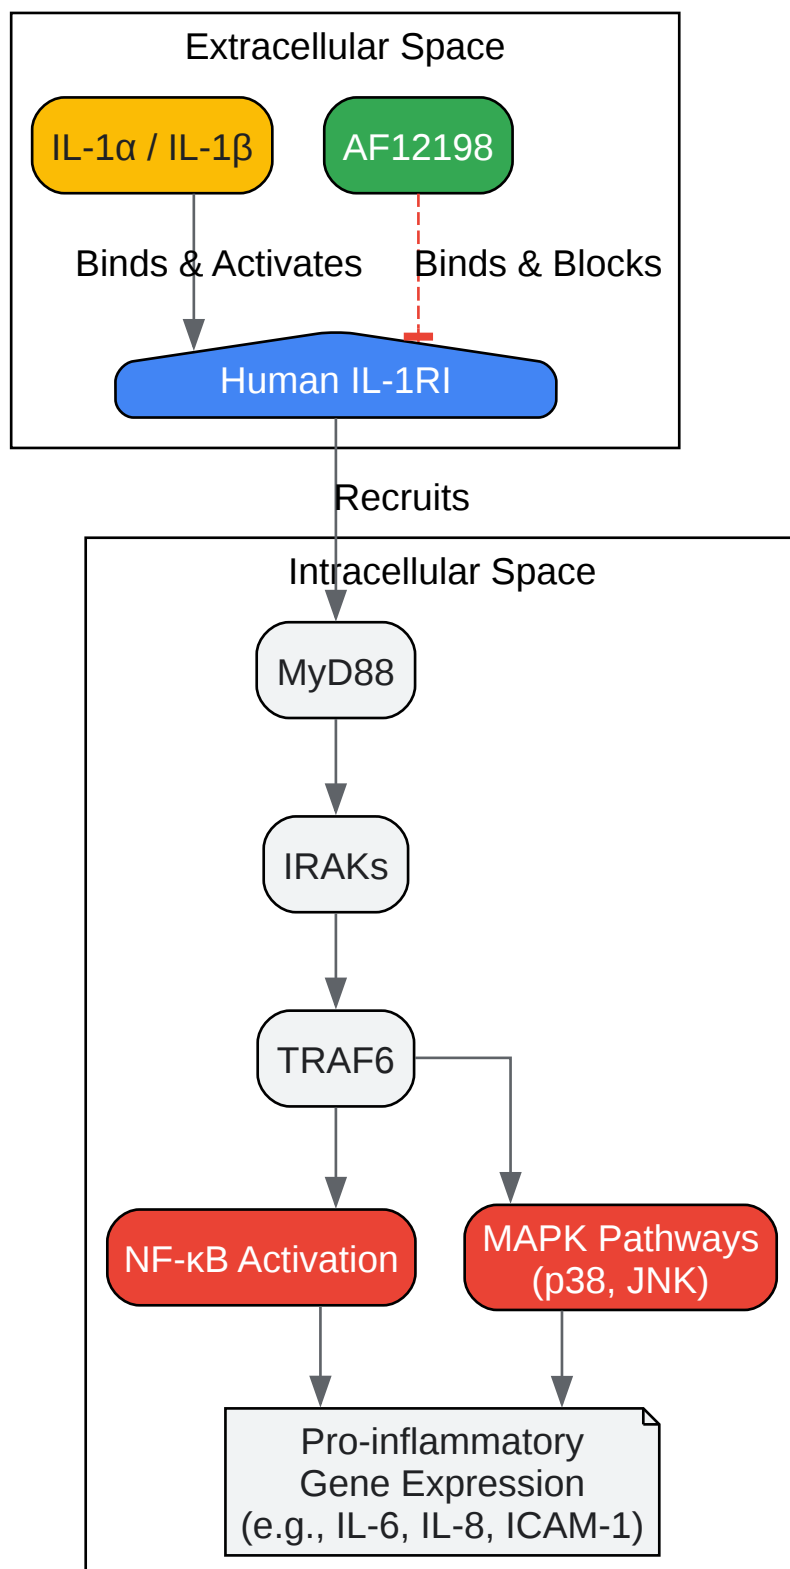 Extracellular Space
IL-1α / IL-1β
AF12198
Binds & Activates
Binds & Blocks
Human IL-1RI
Recruits
Intracellular Space
MyD88
IRAKs
TRAF6
NF-κB Activation
MAPK Pathways
(p38, JNK)
Pro-inflammatory
Gene Expression
(e.g., IL-6, IL-8, ICAM-1)